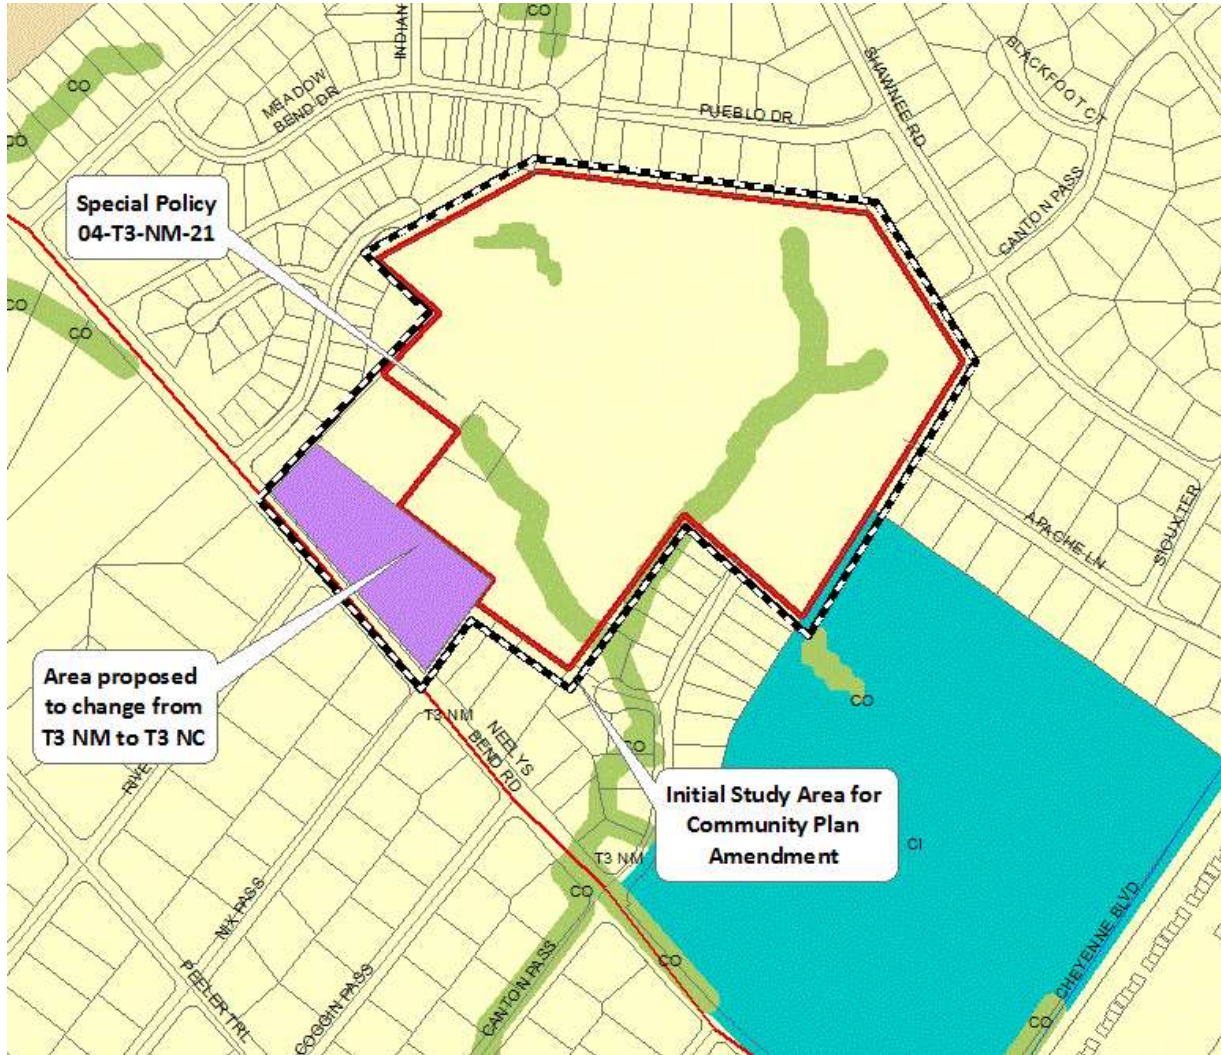 CO
INDIAN
CO
MEADOW
BEND DR
PUEBLO DR
SHAWNEE RD
BLACKFOOT CT
CO
CANTON PASS
Special Policy
04-T3-NM-21
CO
CO
SIOUX TER
APACHE LN
Area proposed
to change from
T3 NM to T3 NC
CO
T3 NM
NEELYS
BEND RD
CO
RIVE
Initial Study Area for
Community Plan
Amendment
CI
T3 NM
CO
NIX PASS
CHEYENNE BLVD
CO
PEELER TRL
COGGIN PASS
CANTON PASS
CO